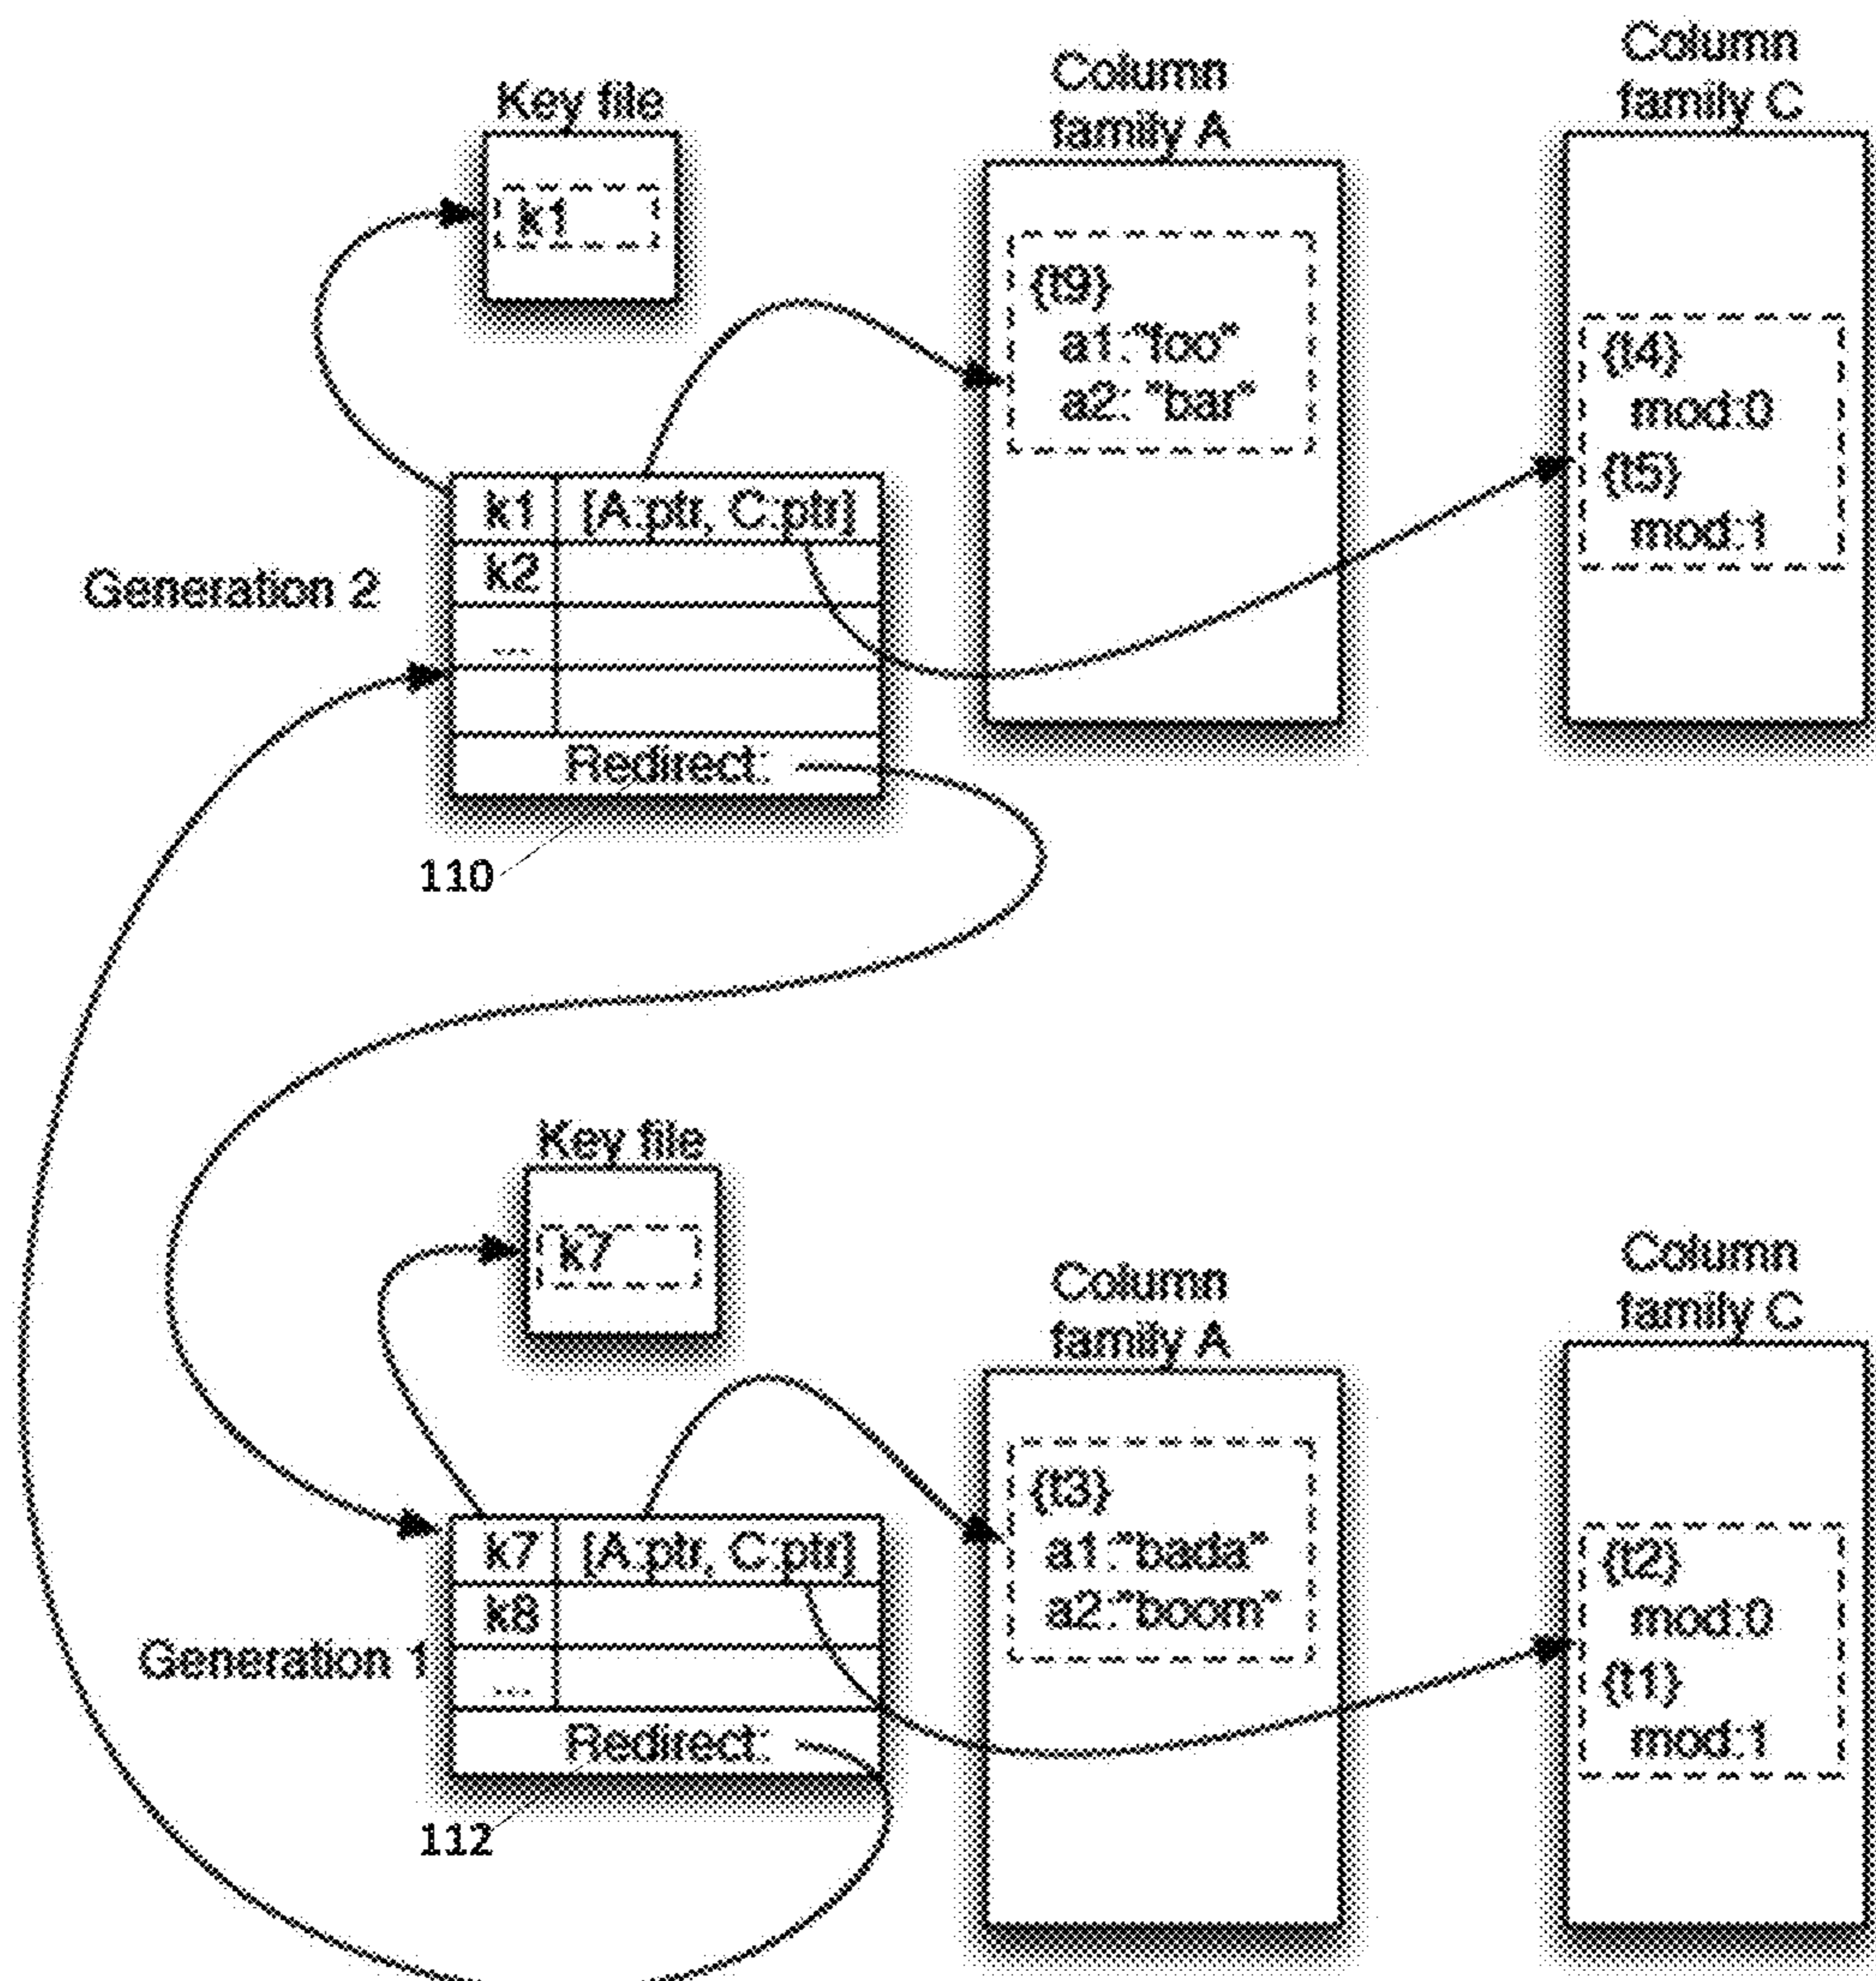 Column
family C
Column
family A
Key file
k1
{t9}
a1:"foo"
a2: "bar"
{t4}
mod:0
{t5}
mod:1
k1 [A:ptr, C:ptr]
k2
Generation 2
...
Redirect:
110
Key file
k7
Column
family A
Column
family C
{t3}
a1:"bada"
a2:"boom"
{t2}
mod:0
{t1}
mod:1
k7 [A:ptr, C:ptr]
k8
Generation 1
...
Redirect:
112